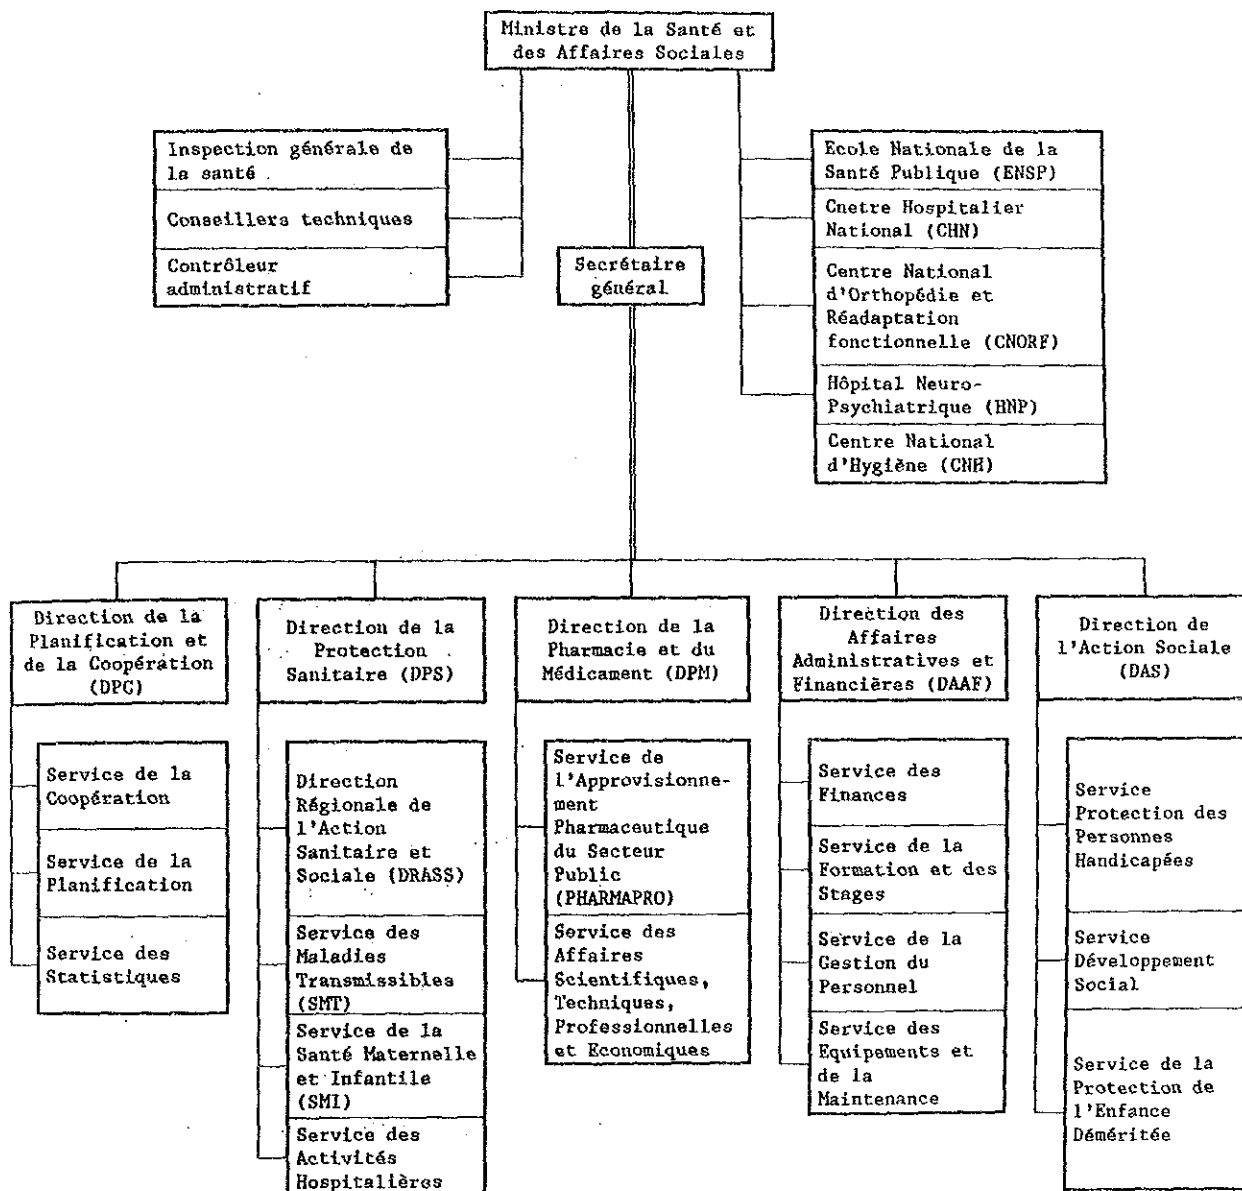 Ministre de la Santé et
des Affaires Sociales
Inspection générale de
la santé
Conseillers techniques
Contrôleur
administratif
Secrétaire
général
Ecole Nationale de la
Santé Publique (ENSP)
Cnetre Hospitalier
National (CHN)
Centre National
d'Orthopédie et
Réadaptation
fonctionnelle (CNORF)
Hôpital Neuro-
Psychiatrique (HNP)
Centre National
d'Hygiène (CNH)
Direction de la
Planification et
de la Coopération
(DPC)
Service de la
Coopération
Service de la
Planification
Service des
Statistiques
Direction de la
Protection
Sanitaire (DPS)
Direction
Régionale de
l'Action
Sanitaire et
Sociale (DRASS)
Service des
Maladies
Transmissibles
(SMT)
Service de la
Santé Maternelle
et Infantile
(SMI)
Service des
Activités
Hospitalières
Direction de la
Pharmacie et du
Médicament (DPM)
Service de
l'Approvisionne-
ment
Pharmaceutique
du Secteur
Public
(PHARMAPRO)
Service des
Affaires
Scientifiques,
Techniques,
Professionnelles
et Economiques
Direction des
Affaires
Administratives et
Financières (DAAF)
Service des
Finances
Service de la
Formation et des
Stages
Service de la
Gestion du
Personnel
Service des
Equipements et
de la
Maintenance
Direction de
l'Action Sociale
(DAS)
Service
Protection des
Personnes
Handicapées
Service
Développement
Social
Service de la
Protection de
l'Enfance
Déméritée